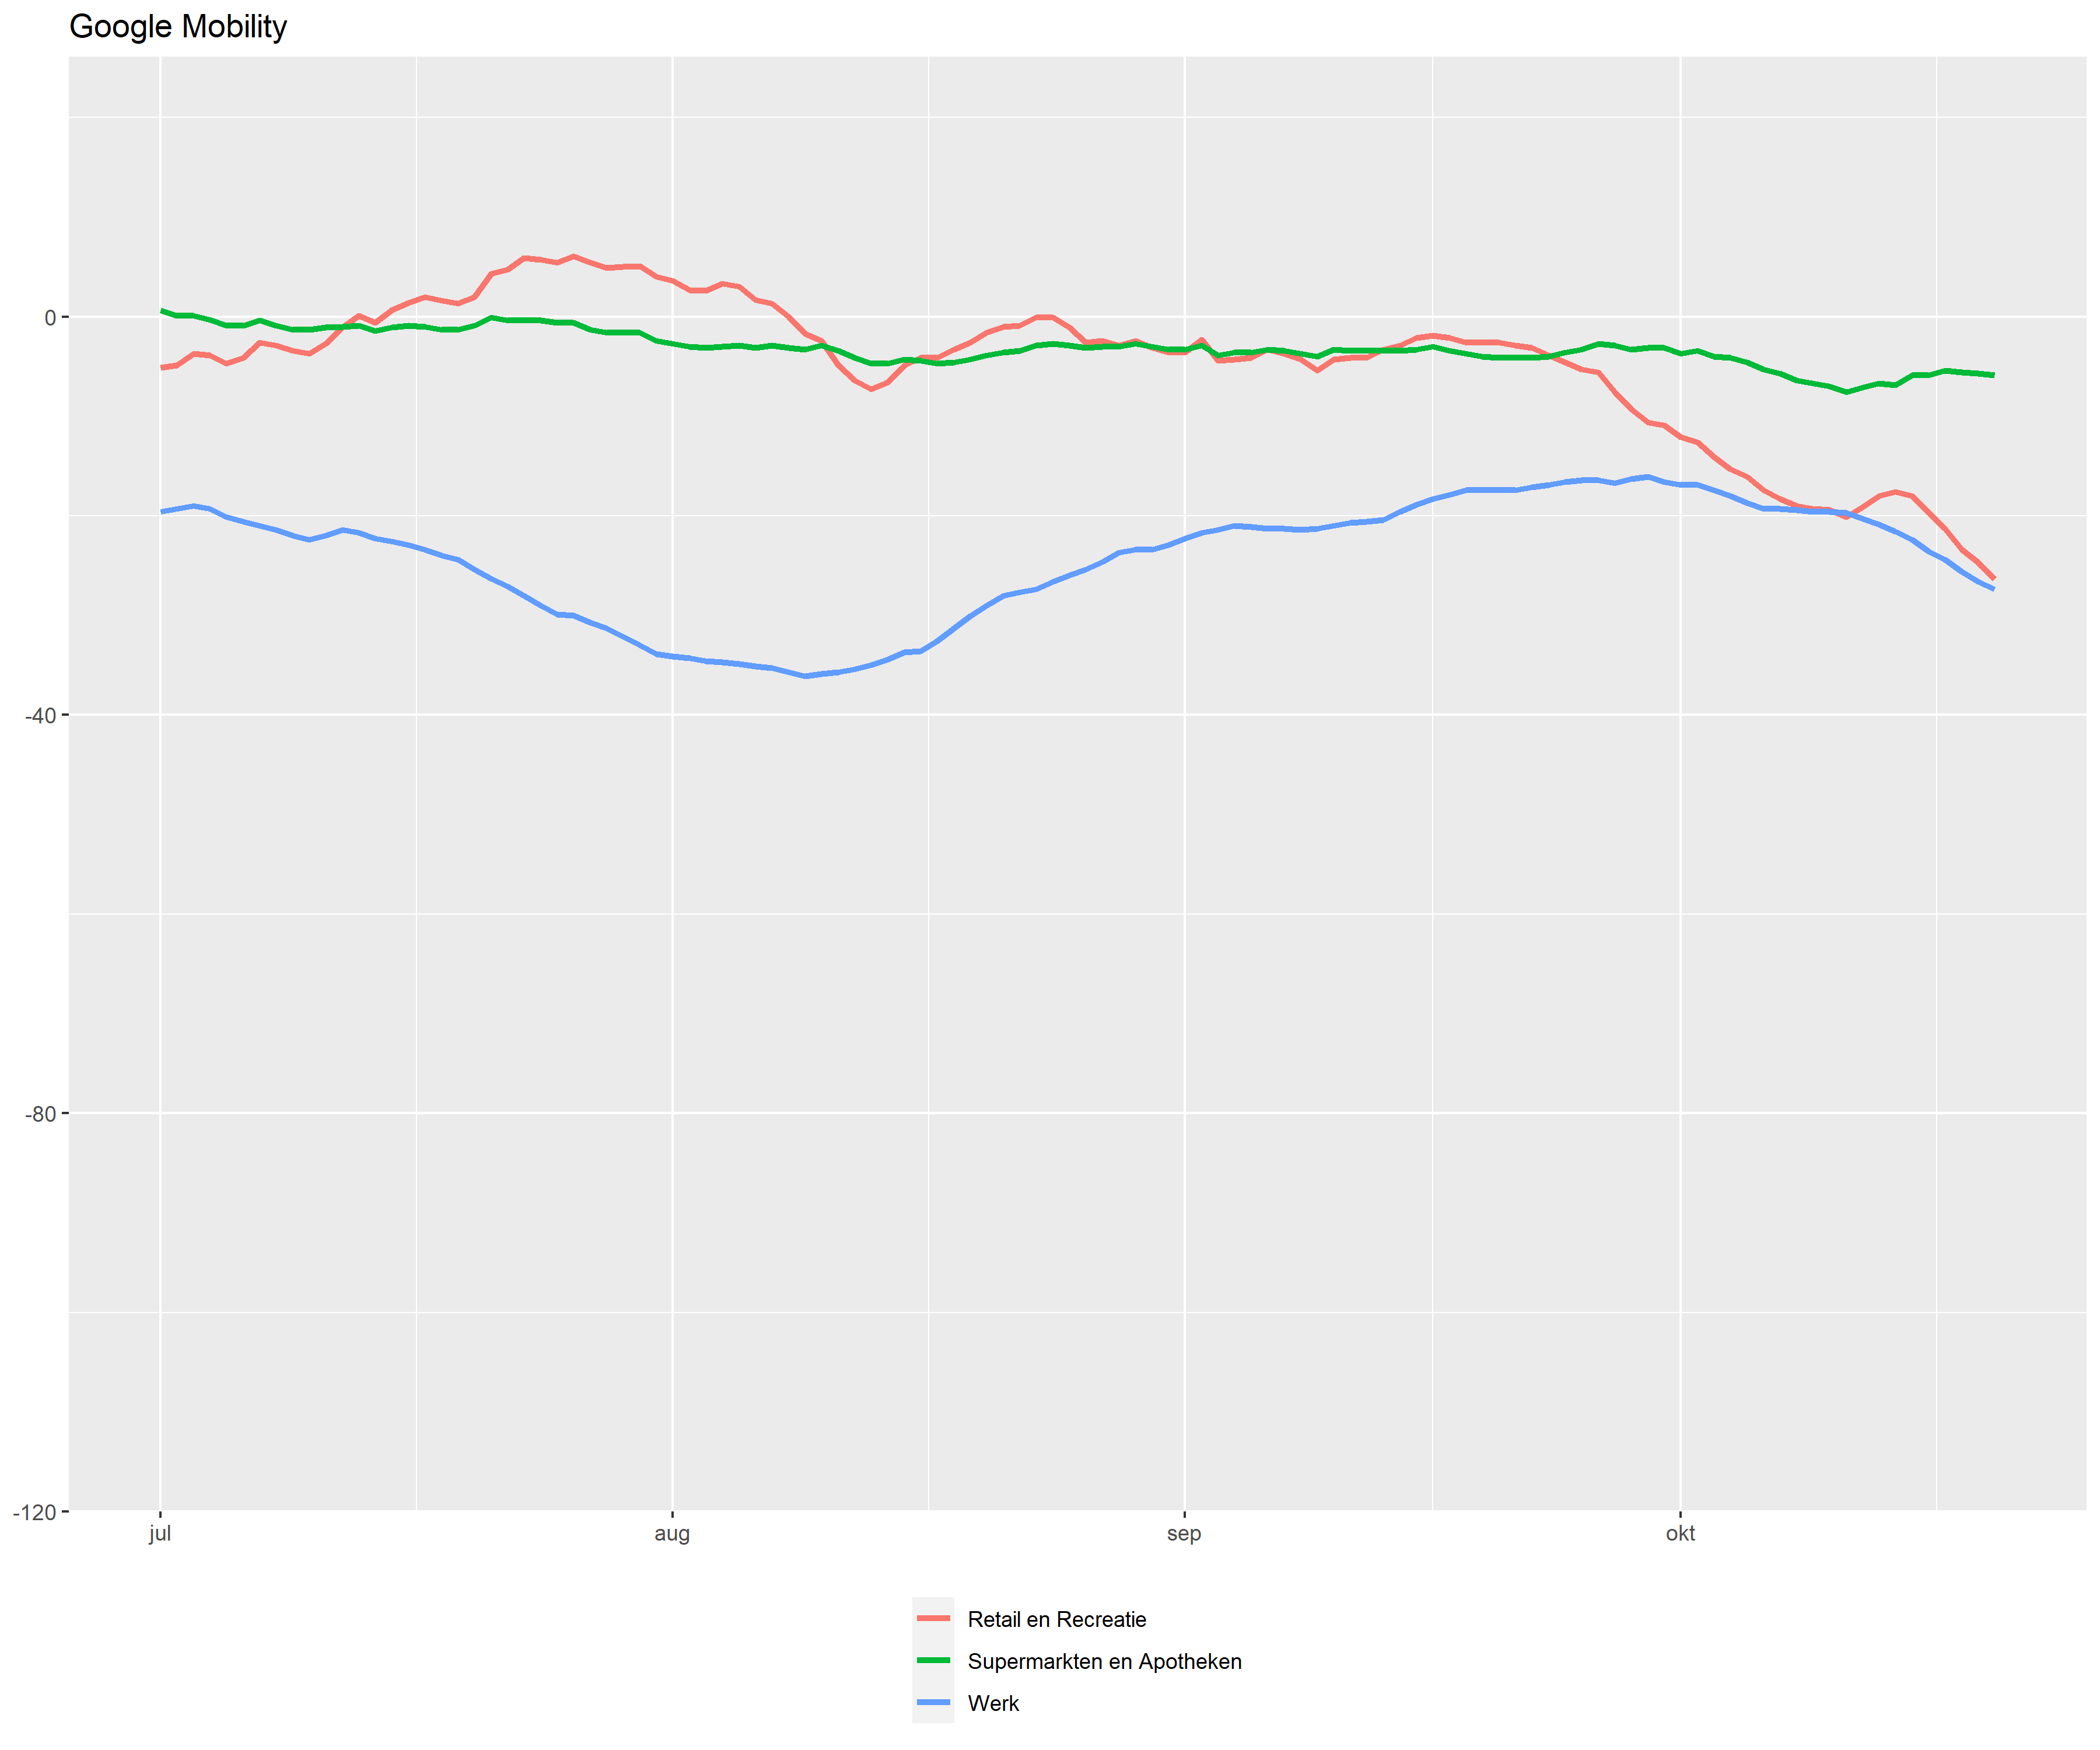 Google Mobility
0
-40
-80
-120
jul
aug
sep
okt
Retail en Recreatie
Supermarkten en Apotheken
Werk